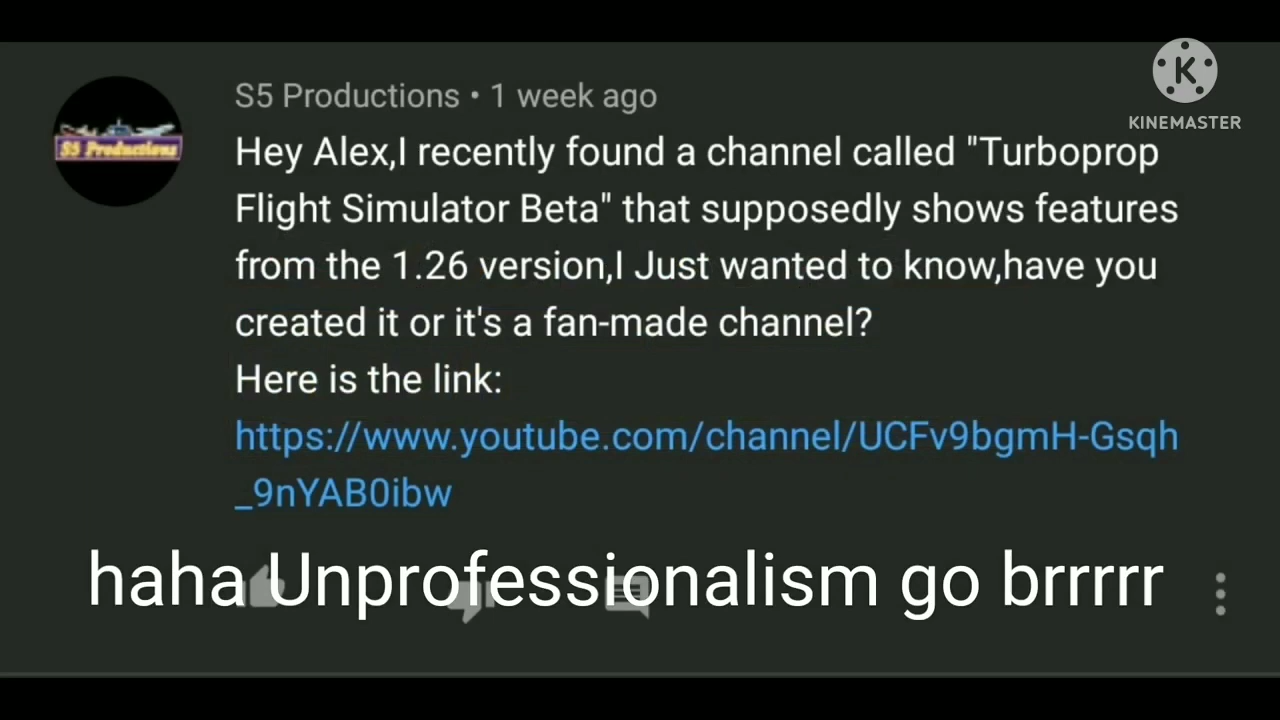 S5 Productions • 1 week ago
K
KINEMASTER
S5 Productions
Hey Alex,I recently found a channel called "Turboprop
Flight Simulator Beta" that supposedly shows features
from the 1.26 version,I Just wanted to know,have you
created it or it's a fan-made channel?
Here is the link:
https://www.youtube.com/channel/UCFv9bgmH-Gsqh
_9nYAB0ibw
haha Unprofessionalism go brrrrr